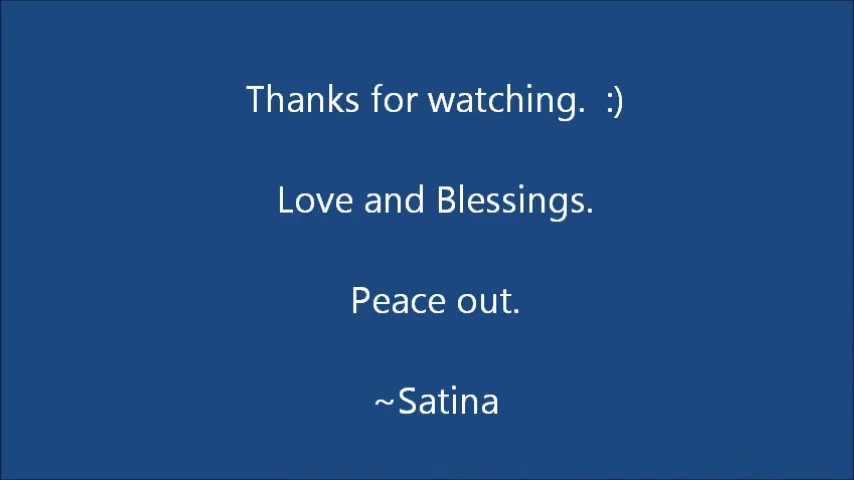 Thanks for watching.  :)
Love and Blessings.
Peace out.
~Satina